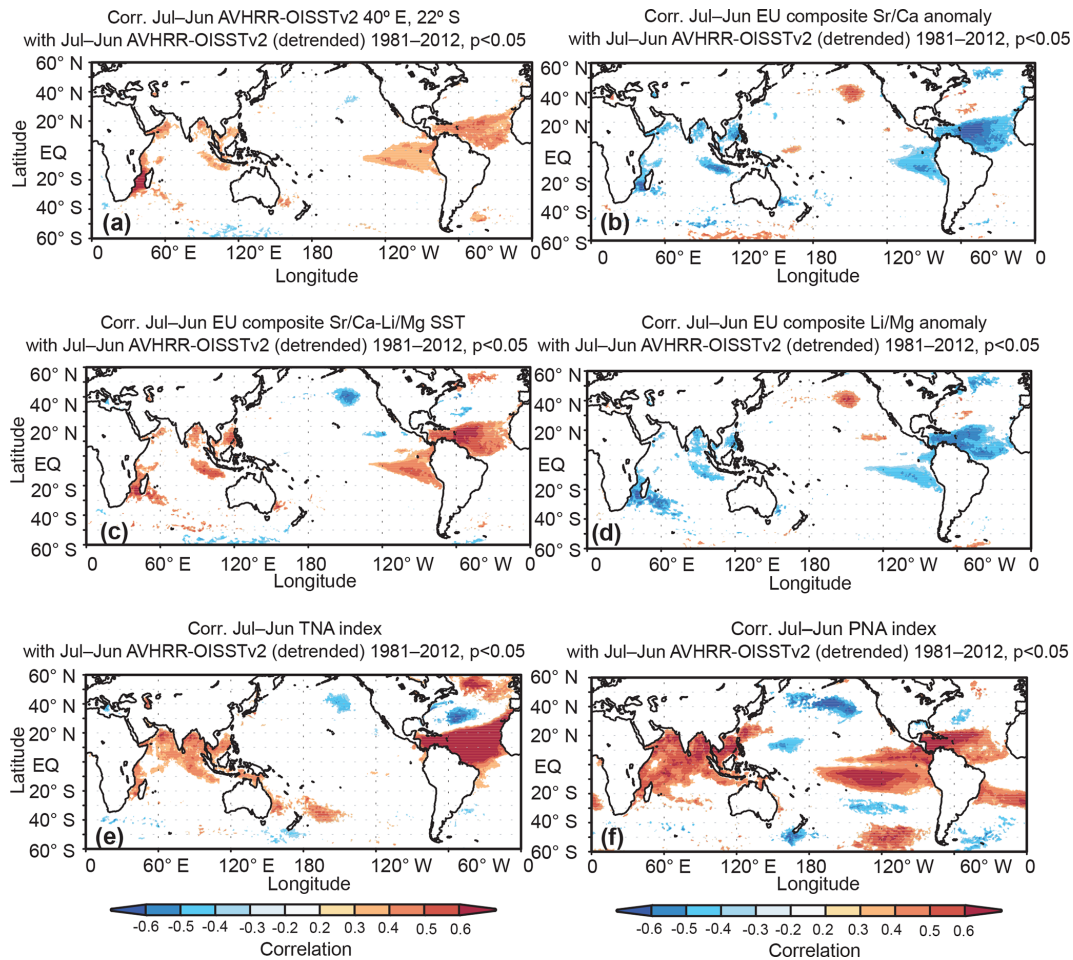 Corr. Jul–Jun AVHRR-OISSTv2 40º E, 22º S
with Jul–Jun AVHRR-OISSTv2 (detrended) 1981–2012, p<0.05
60° N
40° N
20° N
EQ
20° S
40° S
60° S
Latitude
(a)
0 60° E 120° E 180 120° W 60° W 0
Longitude
Corr. Jul–Jun EU composite Sr/Ca anomaly
with Jul–Jun AVHRR-OISSTv2 (detrended) 1981–2012, p<0.05
60° N
40° N
20° N
EQ
20° S
40° S
60° S
(b)
0 60° E 120° E 180 120° W 60° W 0
Longitude
Corr. Jul–Jun EU composite Sr/Ca-Li/Mg SST
with Jul–Jun AVHRR-OISSTv2 (detrended) 1981–2012, p<0.05
60° N
40° N
20° N
EQ
20° S
40° S
60° S
Latitude
(c)
0 60° E 120° E 180 120° W 60° W 0
Longitude
Corr. Jul–Jun EU composite Li/Mg anomaly
with Jul–Jun AVHRR-OISSTv2 (detrended) 1981–2012, p<0.05
60° N
40° N
20° N
EQ
20° S
40° S
60° S
Latitude
(d)
0 60° E 120° E 180 120° W 60° W 0
Longitude
Corr. Jul–Jun TNA index
with Jul–Jun AVHRR-OISSTv2 (detrended) 1981–2012, p<0.05
60° N
40° N
20° N
EQ
20° S
40° S
60° S
Latitude
(e)
0 60° E 120° E 180 120° W 60° W 0
Longitude
Corr. Jul–Jun PNA index
with Jul–Jun AVHRR-OISSTv2 (detrended) 1981–2012, p<0.05
60° N
40° N
20° N
EQ
20° S
40° S
60° S
(f)
0 60° E 120° E 180 120° W 60° W 0
Longitude
-0.6 -0.5 -0.4 -0.3 -0.2 0.2 0.3 0.4 0.5 0.6
Correlation
-0.6 -0.5 -0.4 -0.3 -0.2 0.2 0.3 0.4 0.5 0.6
Correlation